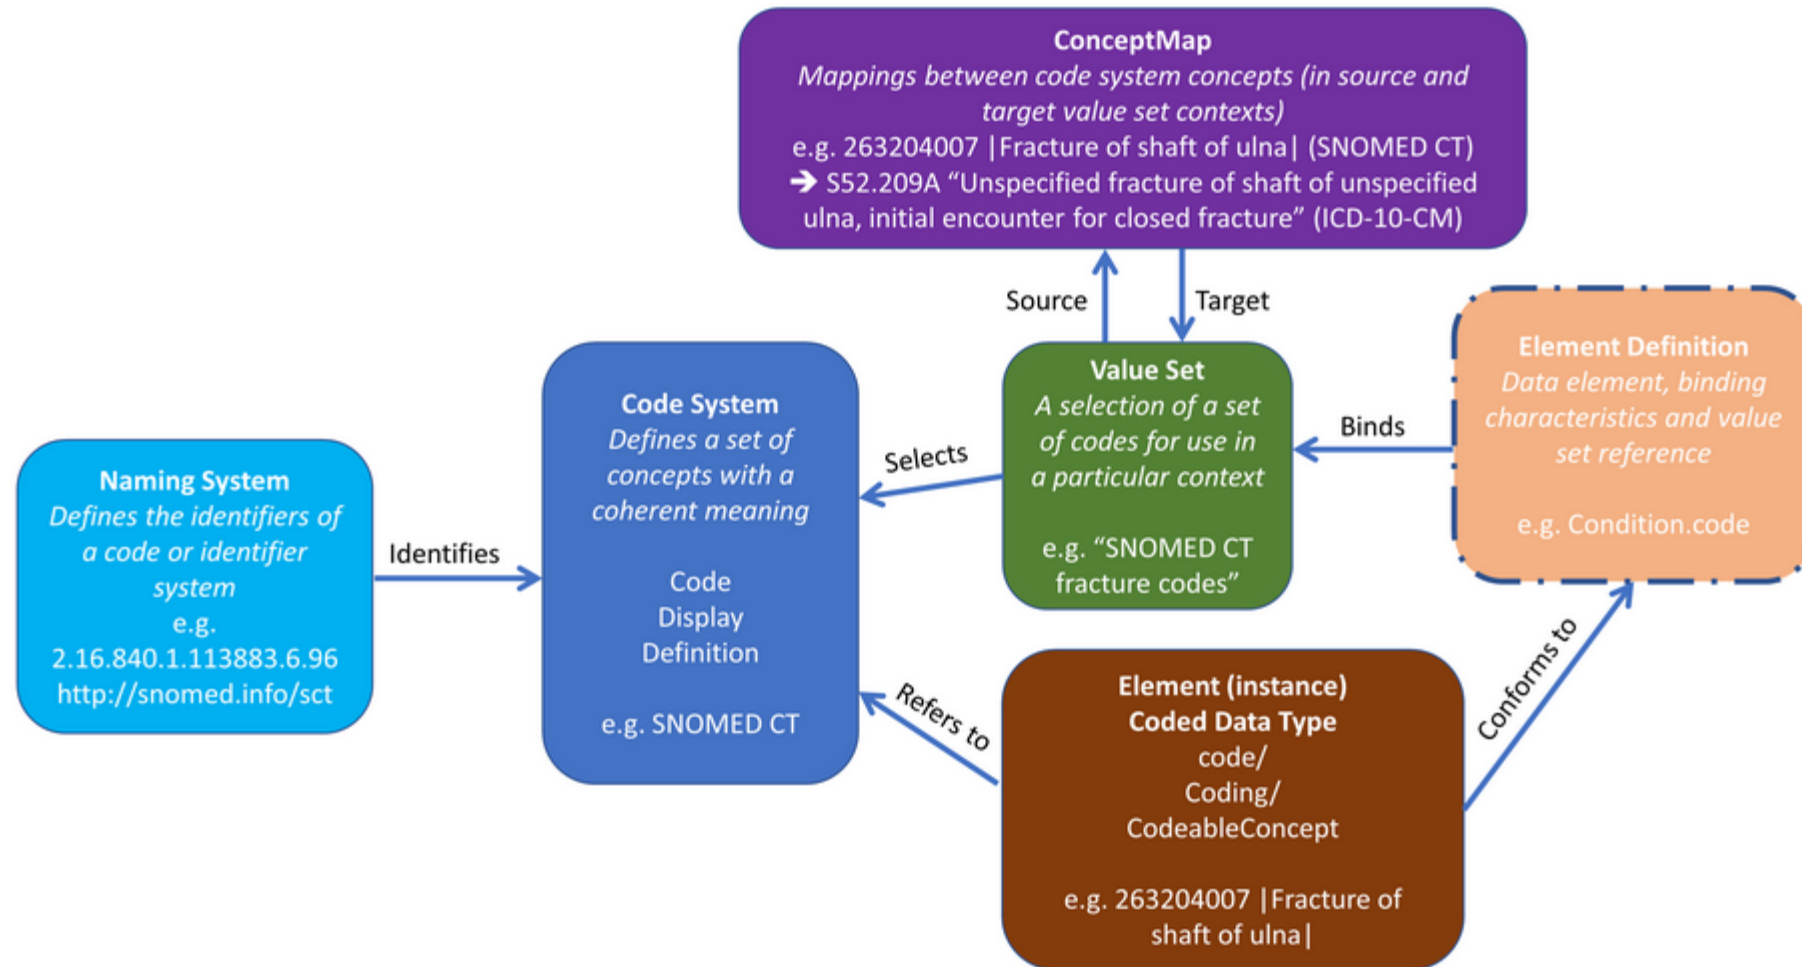 ConceptMap
Mappings between code system concepts (in source and
target value set contexts)
e.g. 263204007 |Fracture of shaft of ulna| (SNOMED CT)
➔ S52.209A “Unspecified fracture of shaft of unspecified
ulna, initial encounter for closed fracture” (ICD-10-CM)
Source
Target
Naming System
Defines the identifiers of
a code or identifier
system
e.g.
2.16.840.1.113883.6.96
http://snomed.info/sct
Identifies
Code System
Defines a set of
concepts with a
coherent meaning
Code
Display
Definition
e.g. SNOMED CT
Selects
Value Set
A selection of a set
of codes for use in
a particular context
e.g. “SNOMED CT
fracture codes”
Binds
Element Definition
Data element, binding
characteristics and value
set reference
e.g. Condition.code
Refers to
Element (instance)
Coded Data Type
code/
Coding/
CodeableConcept
e.g. 263204007 |Fracture of
shaft of ulna|
Conforms to